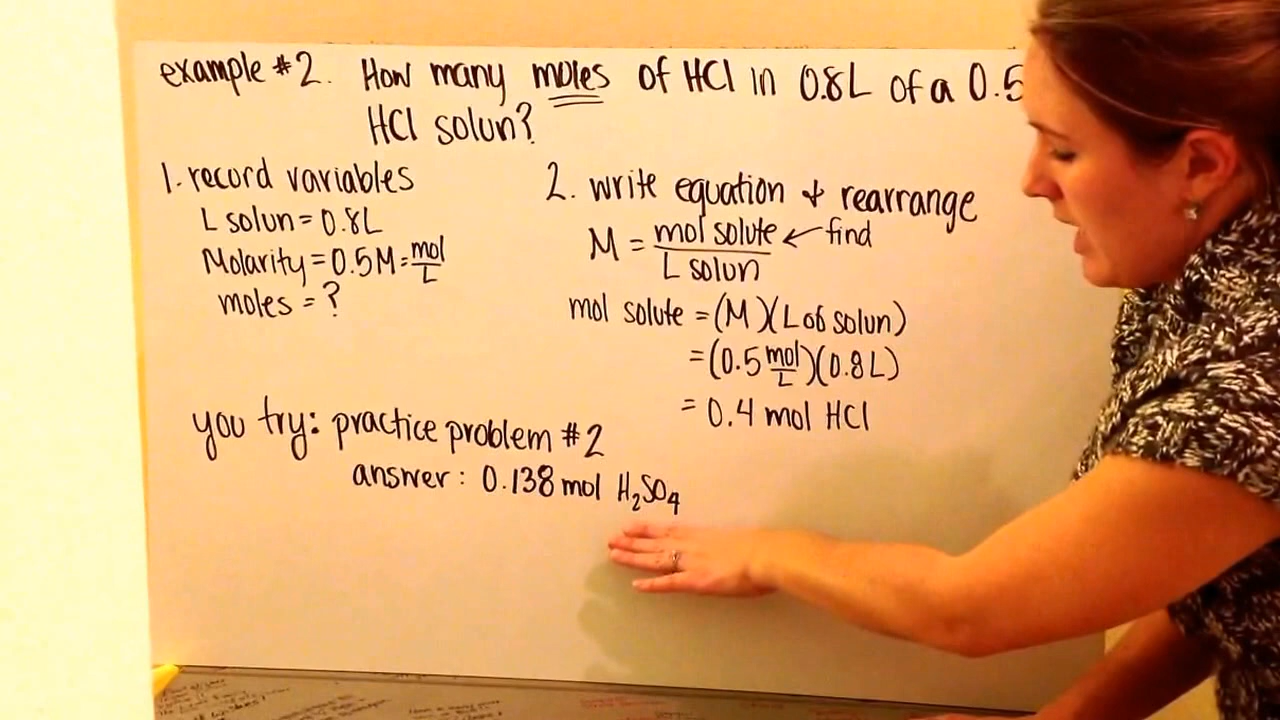 example #2. How many moles of HCl in 0.8L of a 0.5
HCl solun?
1. record variables
L solun = 0.8L
Molarity = 0.5M = mol/L
moles = ?
2. write equation & rearrange
M = mol solute/L solun ← find
mol solute = (M)(L of solun)
= (0.5 mol/L)(0.8L)
= 0.4 mol HCl
you try: practice problem #2
answer: 0.138 mol H₂SO₄